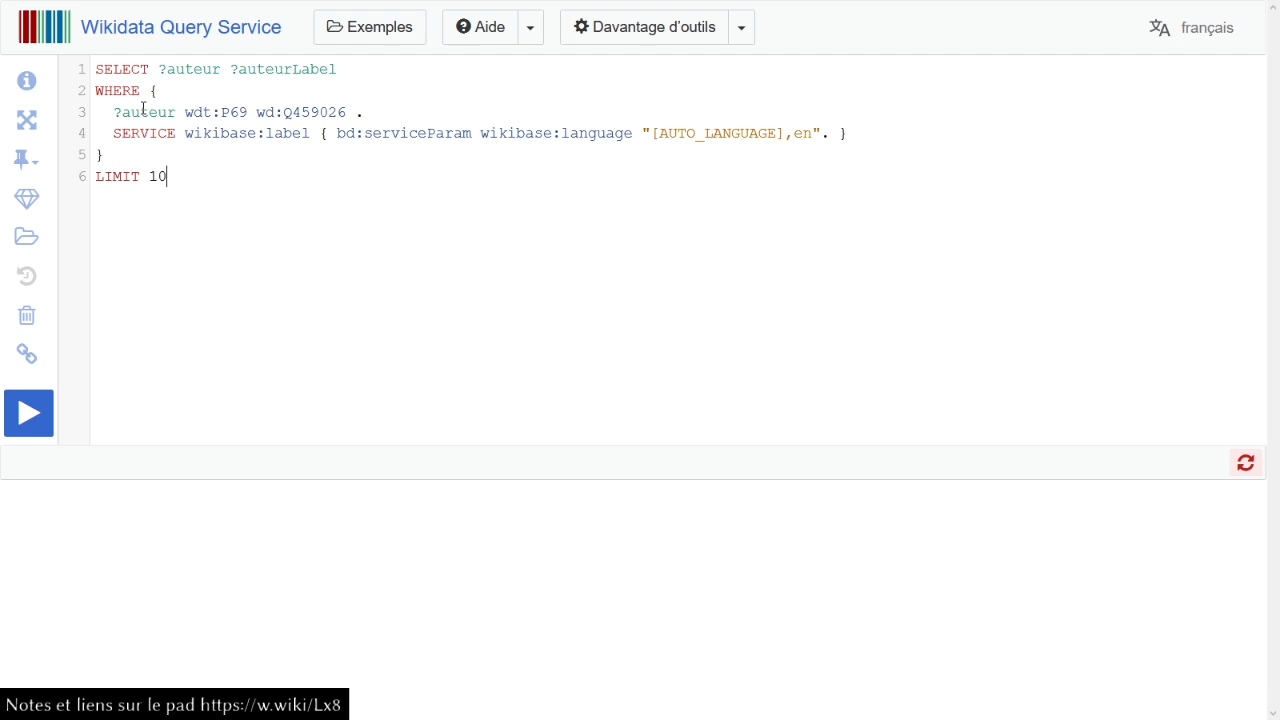 Wikidata Query Service
Exemples
Aide
Davantage d'outils
français
1 SELECT ?auteur ?auteurLabel
2 WHERE {
3 ?auteur wdt:P69 wd:Q459026 .
4 SERVICE wikibase:label { bd:serviceParam wikibase:language "[AUTO_LANGUAGE],en". }
5 }
6 LIMIT 10
Notes et liens sur le pad https://w.wiki/Lx8